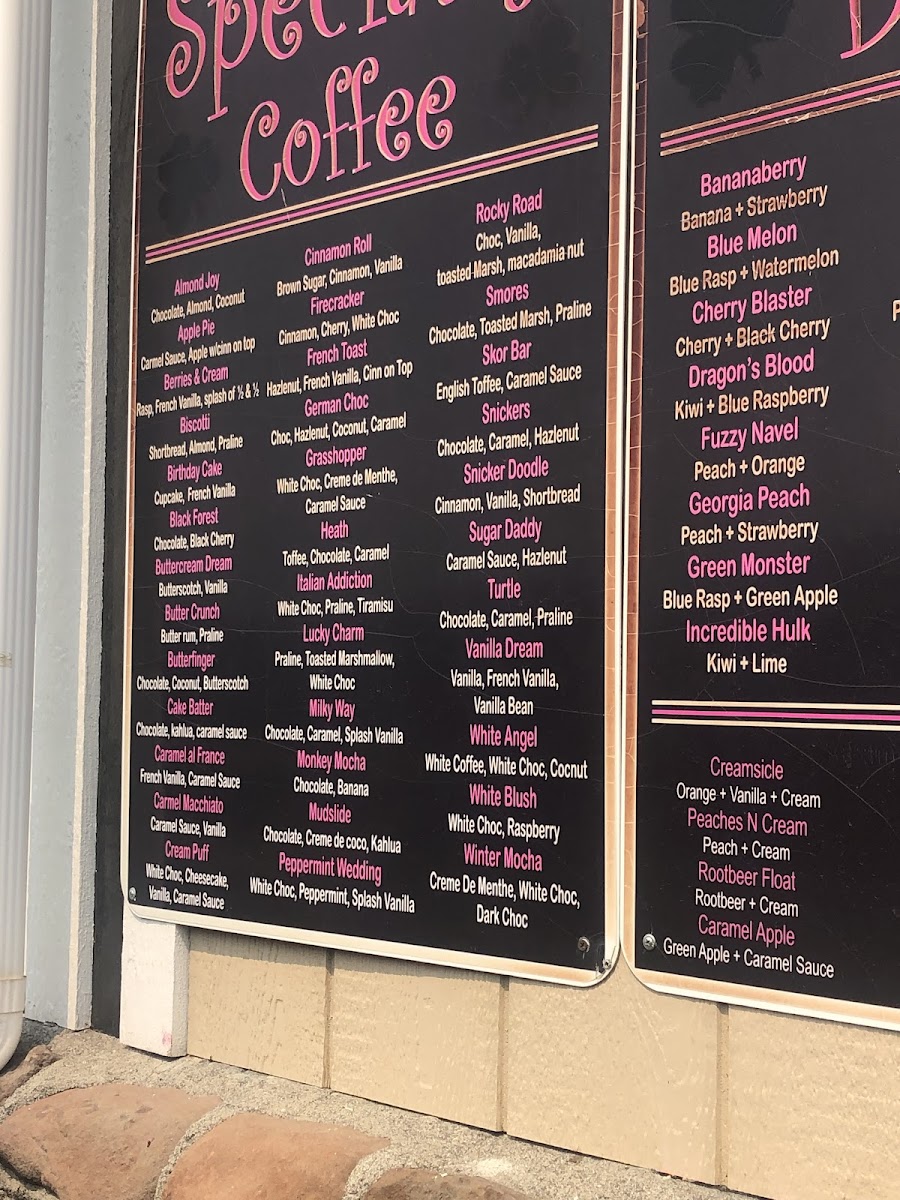 Specialty
Coffee
Almond Joy
Chocolate, Almond, Coconut
Apple Pie
Carmel Sauce, Apple w/cinn on top
Berries & Cream
Rasp, French Vanilla, splash of ½ & ½
Biscotti
Shortbread, Almond, Praline
Birthday Cake
Cupcake, French Vanilla
Black Forest
Chocolate, Black Cherry
Buttercream Dream
Butterscotch, Vanilla
Butter Crunch
Butter rum, Praline
Butterfinger
Chocolate, Coconut, Butterscotch
Cake Batter
Chocolate, kahlua, caramel sauce
Caramel al France
French Vanilla, Caramel Sauce
Carmel Macchiato
Caramel Sauce, Vanilla
Cream Puff
White Choc, Cheesecake,
Vanilla, Caramel Sauce
Cinnamon Roll
Brown Sugar, Cinnamon, Vanilla
Firecracker
Cinnamon, Cherry, White Choc
French Toast
Hazlenut, French Vanilla, Cinn on Top
German Choc
Choc, Hazlenut, Coconut, Caramel
Grasshopper
White Choc, Creme de Menthe,
Caramel Sauce
Heath
Toffee, Chocolate, Caramel
Italian Addiction
White Choc, Praline, Tiramisu
Lucky Charm
Praline, Toasted Marshmallow,
White Choc
Milky Way
Chocolate, Caramel, Splash Vanilla
Monkey Mocha
Chocolate, Banana
Mudslide
Chocolate, Creme de coco, Kahlua
Peppermint Wedding
White Choc, Peppermint, Splash Vanilla
Rocky Road
Choc, Vanilla,
toasted Marsh, macadamia nut
Smores
Chocolate, Toasted Marsh, Praline
Skor Bar
English Toffee, Caramel Sauce
Snickers
Chocolate, Caramel, Hazlenut
Snicker Doodle
Cinnamon, Vanilla, Shortbread
Sugar Daddy
Caramel Sauce, Hazlenut
Turtle
Chocolate, Caramel, Praline
Vanilla Dream
Vanilla, French Vanilla,
Vanilla Bean
White Angel
White Coffee, White Choc, Cocnut
White Blush
White Choc, Raspberry
Winter Mocha
Creme De Menthe, White Choc,
Dark Choc
Bananaberry
Banana + Strawberry
Blue Melon
Blue Rasp + Watermelon
Cherry Blaster
Cherry + Black Cherry
Dragon's Blood
Kiwi + Blue Raspberry
Fuzzy Navel
Peach + Orange
Georgia Peach
Peach + Strawberry
Green Monster
Blue Rasp + Green Apple
Incredible Hulk
Kiwi + Lime
Creamsicle
Orange + Vanilla + Cream
Peaches N Cream
Peach + Cream
Rootbeer Float
Rootbeer + Cream
Caramel Apple
Green Apple + Caramel Sauce